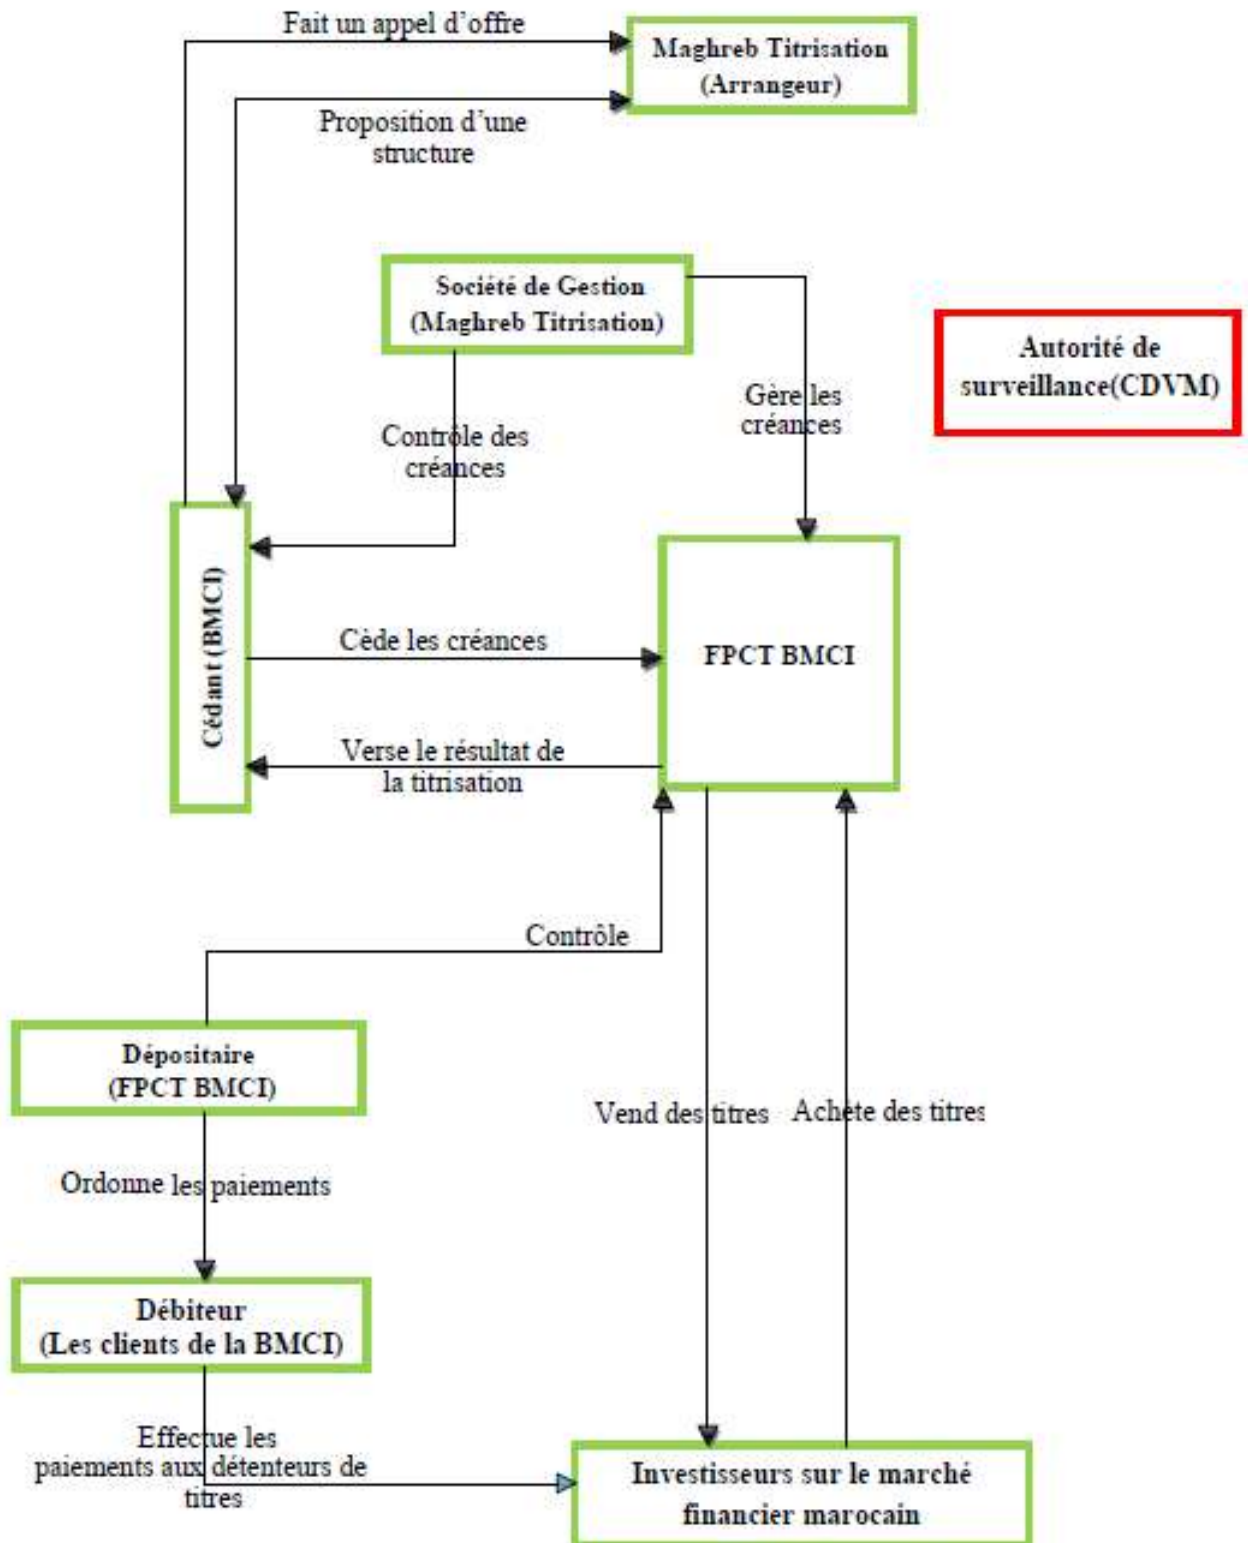 Fait un appel d’offre
Maghreb Titrisation
(Arrangeur)
Proposition d’une
structure
Société de Gestion
(Maghreb Titrisation)
Autorité de
surveillance(CDVM)
Gère les
créances
Contrôle des
créances
Cédant (BMCI)
Cède les créances
FPCT BMCI
Verse le résultat de
la titrisation
Contrôle
Dépositaire
(FPCT BMCI)
Vend des titres
Achète des titres
Ordonne les paiements
Débiteur
(Les clients de la BMCI)
Effectue les
paiements aux détenteurs de
titres
Investisseurs sur le marché
financier marocain